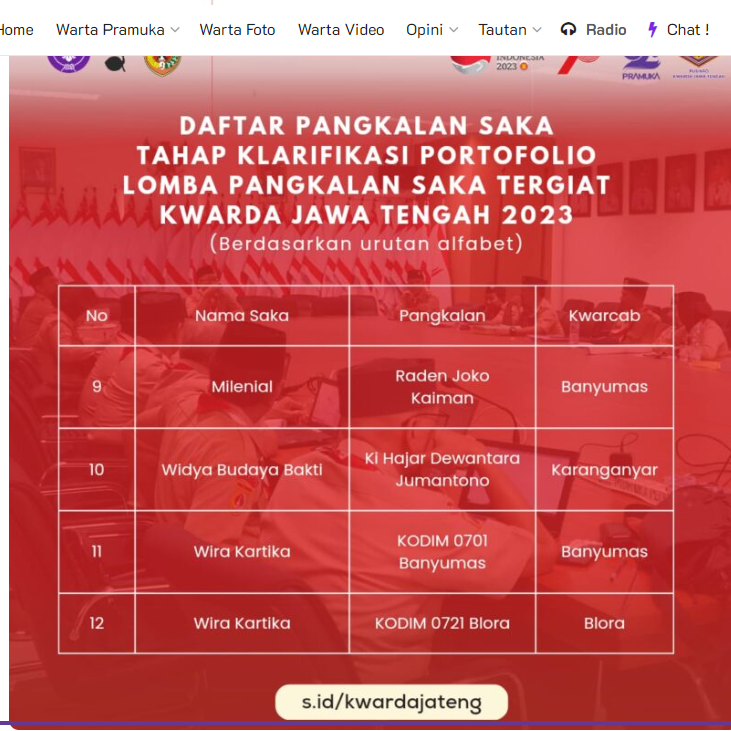 Home Warta Pramuka Warta Foto Warta Video Opini Tautan Radio Chat !
INDONESIA
2023
PRAMUKA
DAFTAR PANGKALAN SAKA
TAHAP KLARIFIKASI PORTOFOLIO
LOMBA PANGKALAN SAKA TERGIAT
KWARDA JAWA TENGAH 2023
(Berdasarkan urutan alfabet)
No Nama Saka Pangkalan Kwarcab
9 Milenial Raden Joko Kaiman Banyumas
10 Widya Budaya Bakti Ki Hajar Dewantara Jumantono Karanganyar
11 Wira Kartika KODIM 0701 Banyumas Banyumas
12 Wira Kartika KODIM 0721 Blora Blora
s.id/kwardajateng